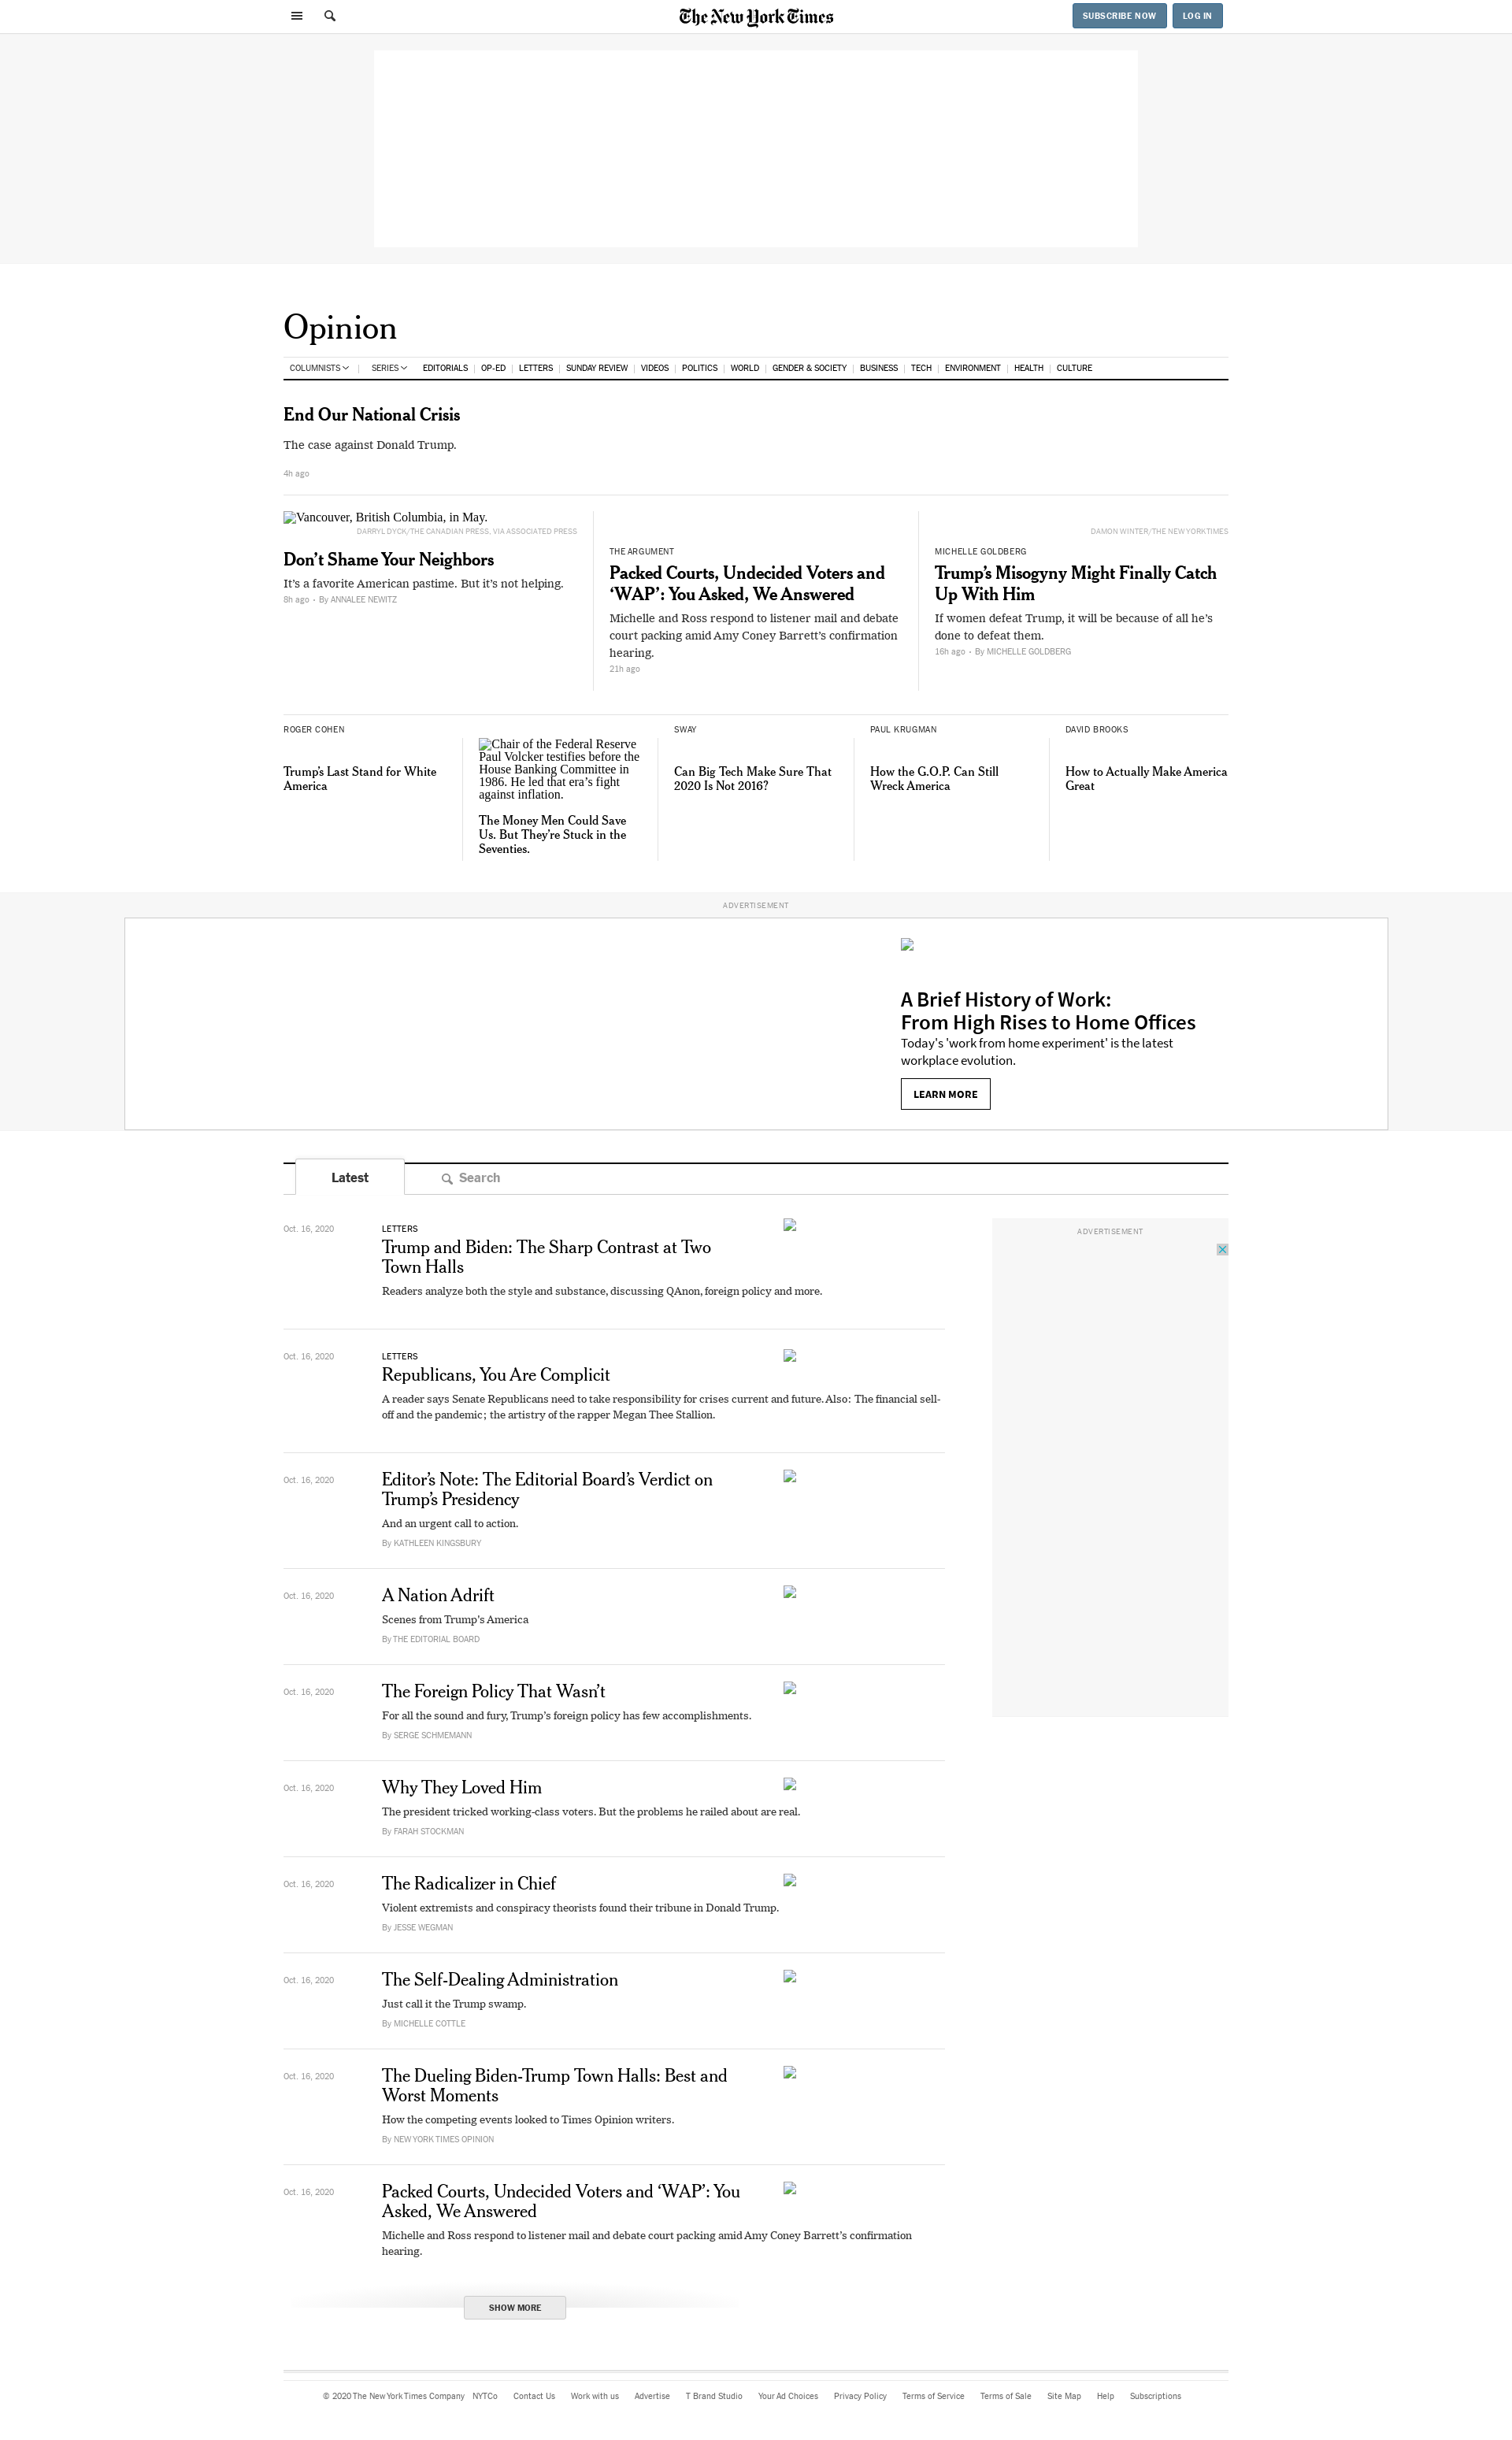 The New York Times
SUBSCRIBE NOW
LOG IN
Opinion
COLUMNISTS
SERIES
EDITORIALS
OP-ED
LETTERS
SUNDAY REVIEW
VIDEOS
POLITICS
WORLD
GENDER & SOCIETY
BUSINESS
TECH
ENVIRONMENT
HEALTH
CULTURE
End Our National Crisis
The case against Donald Trump.
4h ago
Vancouver, British Columbia, in May.
DARRYL DYCK/THE CANADIAN PRESS, VIA ASSOCIATED PRESS
Don’t Shame Your Neighbors
It’s a favorite American pastime. But it’s not helping.
8h ago • By ANNALEE NEWITZ
THE ARGUMENT
Packed Courts, Undecided Voters and
‘WAP’: You Asked, We Answered
Michelle and Ross respond to listener mail and debate
court packing amid Amy Coney Barrett’s confirmation
hearing.
21h ago
DAMON WINTER/THE NEW YORK TIMES
MICHELLE GOLDBERG
Trump’s Misogyny Might Finally Catch
Up With Him
If women defeat Trump, it will be because of all he’s
done to defeat them.
16h ago • By MICHELLE GOLDBERG
ROGER COHEN
Trump’s Last Stand for White
America
Chair of the Federal Reserve
Paul Volcker testifies before the
House Banking Committee in
1986. He led that era’s fight
against inflation.
The Money Men Could Save
Us. But They’re Stuck in the
Seventies.
SWAY
Can Big Tech Make Sure That
2020 Is Not 2016?
PAUL KRUGMAN
How the G.O.P. Can Still
Wreck America
DAVID BROOKS
How to Actually Make America
Great
ADVERTISEMENT
A Brief History of Work:
From High Rises to Home Offices
Today's 'work from home experiment' is the latest
workplace evolution.
LEARN MORE
Latest
Search
ADVERTISEMENT
Oct. 16, 2020
LETTERS
Trump and Biden: The Sharp Contrast at Two
Town Halls
Readers analyze both the style and substance, discussing QAnon, foreign policy and more.
Oct. 16, 2020
LETTERS
Republicans, You Are Complicit
A reader says Senate Republicans need to take responsibility for crises current and future. Also: The financial sell-
off and the pandemic; the artistry of the rapper Megan Thee Stallion.
Oct. 16, 2020
Editor’s Note: The Editorial Board’s Verdict on
Trump’s Presidency
And an urgent call to action.
By KATHLEEN KINGSBURY
Oct. 16, 2020
A Nation Adrift
Scenes from Trump’s America
By THE EDITORIAL BOARD
Oct. 16, 2020
The Foreign Policy That Wasn’t
For all the sound and fury, Trump’s foreign policy has few accomplishments.
By SERGE SCHMEMANN
Oct. 16, 2020
Why They Loved Him
The president tricked working-class voters. But the problems he railed about are real.
By FARAH STOCKMAN
Oct. 16, 2020
The Radicalizer in Chief
Violent extremists and conspiracy theorists found their tribune in Donald Trump.
By JESSE WEGMAN
Oct. 16, 2020
The Self-Dealing Administration
Just call it the Trump swamp.
By MICHELLE COTTLE
Oct. 16, 2020
The Dueling Biden-Trump Town Halls: Best and
Worst Moments
How the competing events looked to Times Opinion writers.
By NEW YORK TIMES OPINION
Oct. 16, 2020
Packed Courts, Undecided Voters and ‘WAP’: You
Asked, We Answered
Michelle and Ross respond to listener mail and debate court packing amid Amy Coney Barrett’s confirmation
hearing.
SHOW MORE
© 2020 The New York Times Company NYTCo Contact Us Work with us Advertise T Brand Studio Your Ad Choices Privacy Policy Terms of Service Terms of Sale Site Map Help Subscriptions